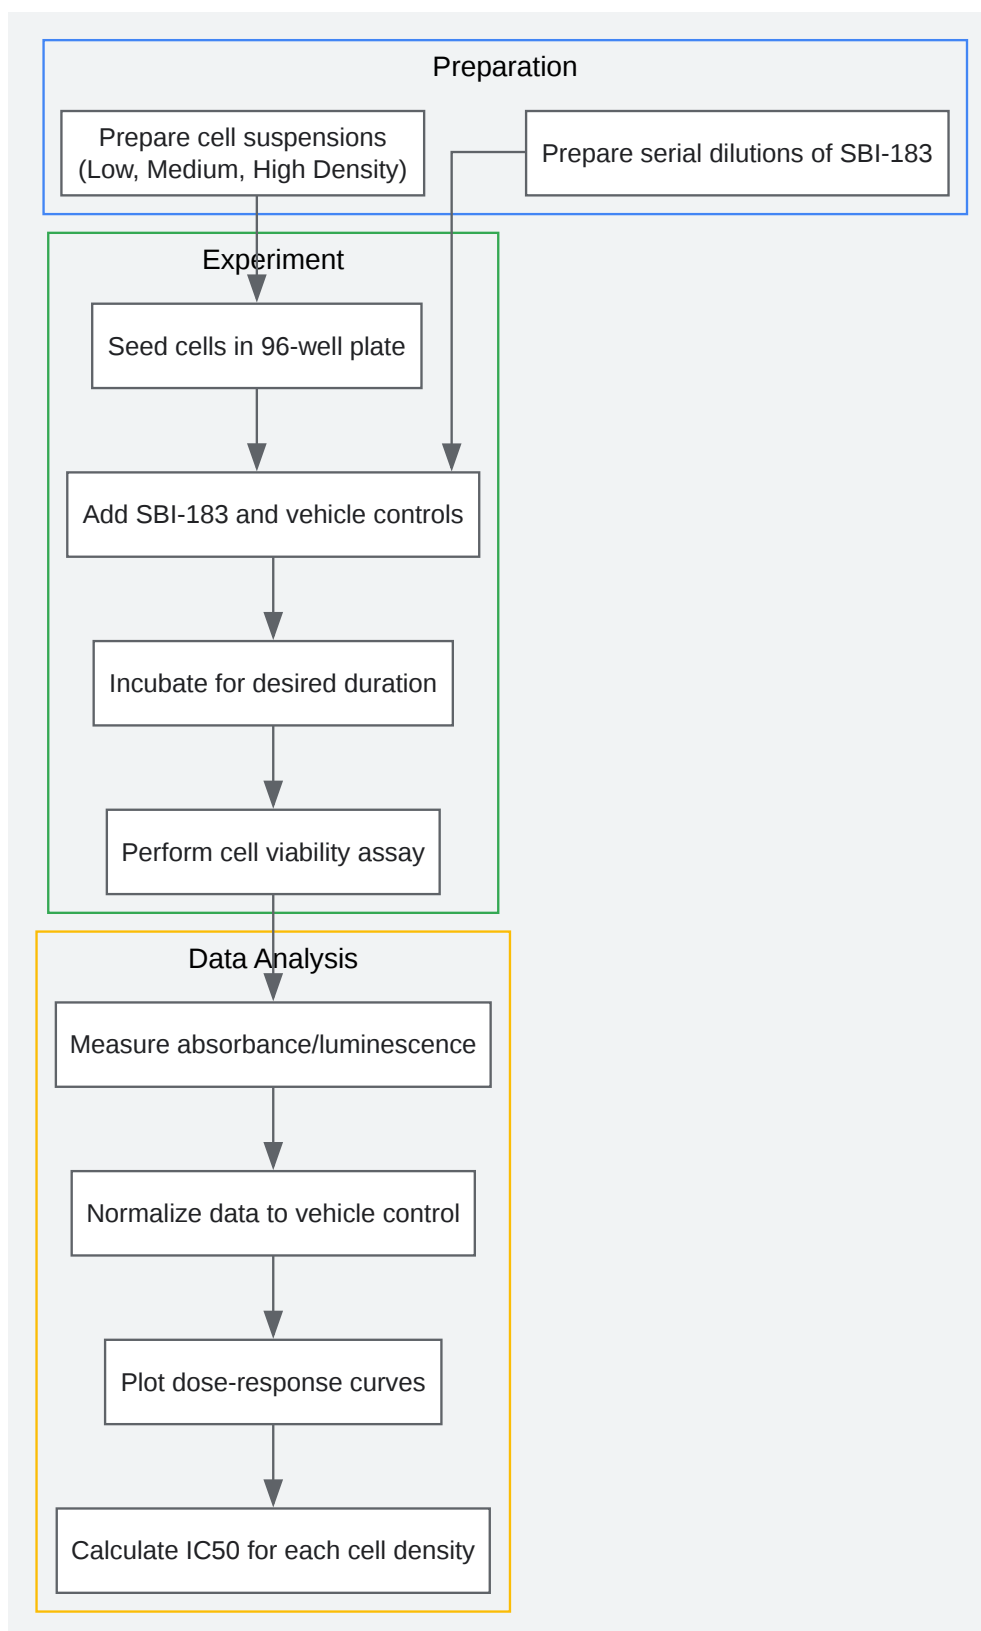 Preparation
Prepare cell suspensions
(Low, Medium, High Density)
Prepare serial dilutions of SBI-183
Experiment
Seed cells in 96-well plate
Add SBI-183 and vehicle controls
Incubate for desired duration
Perform cell viability assay
Data Analysis
Measure absorbance/luminescence
Normalize data to vehicle control
Plot dose-response curves
Calculate IC50 for each cell density